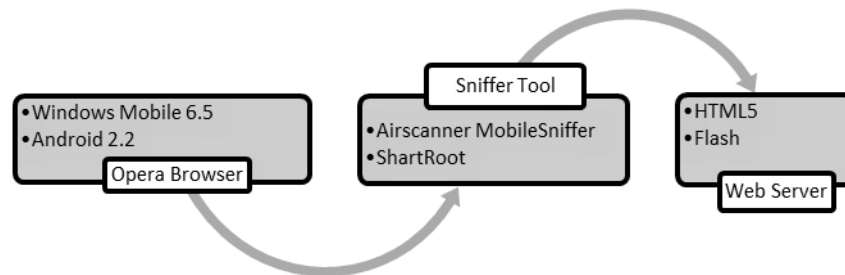 •Windows Mobile 6.5
•Android 2.2
Opera Browser
Sniffer Tool
•Airscanner MobileSniffer
•ShartRoot
•HTML5
•Flash
Web Server